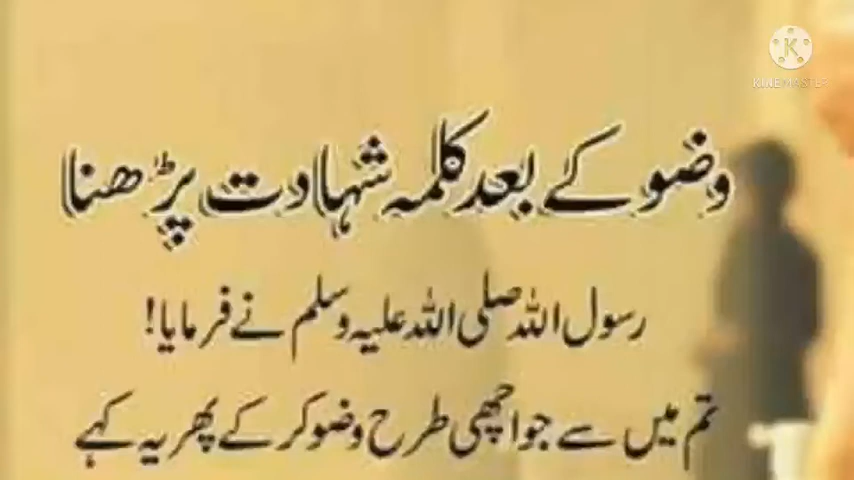 KINEMASTER
وضو کے بعد کلمہ شہادت پڑھنا
رسول اللہ صلی اللہ علیہ وسلم نے فرمایا!
تم میں سے جو اچھی طرح وضو کر کے پھر یہ کہے